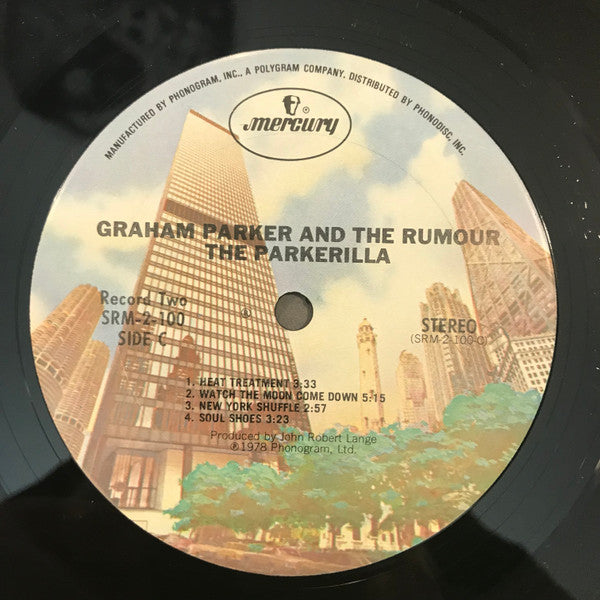 MANUFACTURED BY PHONOGRAM, INC., A POLYGRAM COMPANY. DISTRIBUTED BY PHONODISC, INC.
®
mercury
GRAHAM PARKER AND THE RUMOUR
THE PARKERILLA
Record Two
SRM-2-100
SIDE C
STEREO
(SRM-2-100-C)
1. HEAT TREATMENT 3:33
2. WATCH THE MOON COME DOWN 5:15
3. NEW YORK SHUFFLE 2:57
4. SOUL SHOES 3:23
Produced by John Robert Lange
℗1978 Phonogram, Ltd.